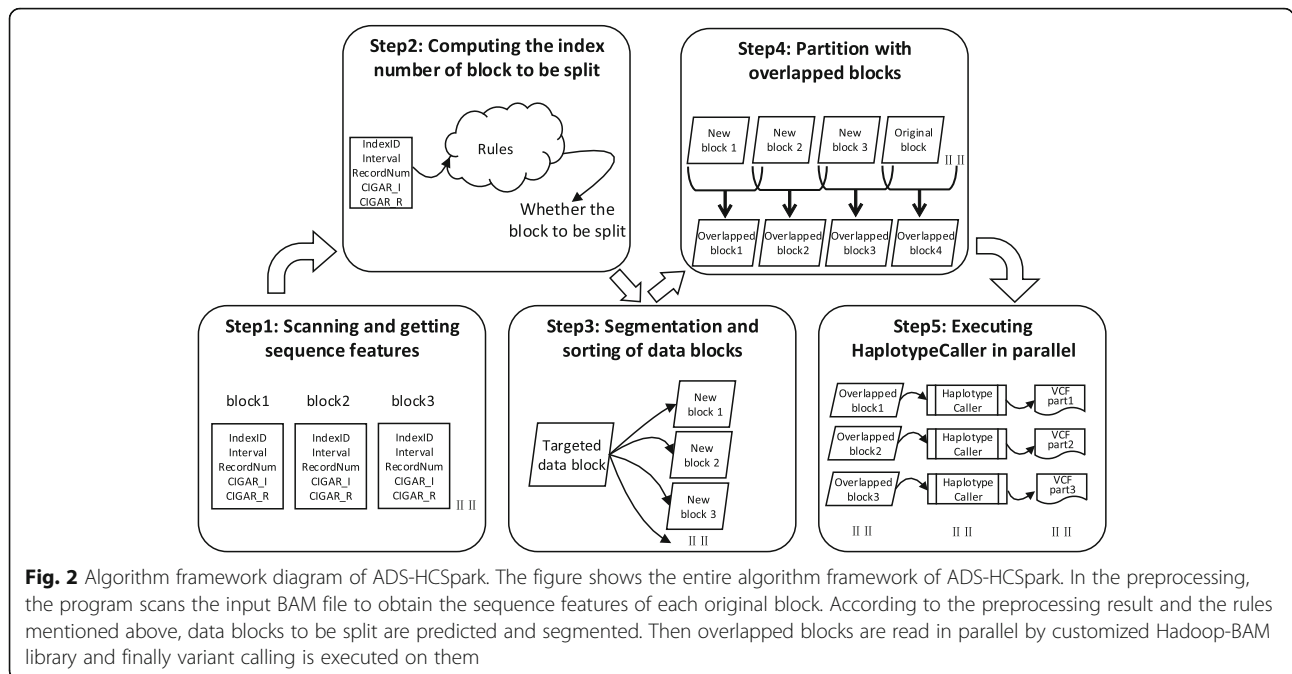 Step1: Scanning and getting
sequence features
block1 block2 block3
IndexID
Interval
RecordNum
CIGAR_I
CIGAR_R
IndexID
Interval
RecordNum
CIGAR_I
CIGAR_R
IndexID
Interval
RecordNum
CIGAR_I
CIGAR_R
Step2: Computing the index
number of block to be split
IndexID
Interval
RecordNum
CIGAR_I
CIGAR_R
Rules
Whether the
block to be split
Step3: Segmentation and
sorting of data blocks
Targeted
data block
New
block 1
New
block 2
New
block 3
Step4: Partition with
overlapped blocks
New
block 1
New
block 2
New
block 3
Original
block
Overlapped
block1
Overlapped
block2
Overlapped
block3
Overlapped
block4
Step5: Executing
HaplotypeCaller in parallel
Overlapped
block1
Haplotype
Caller
VCF
part1
Overlapped
block2
Haplotype
Caller
VCF
part2
Overlapped
block3
Haplotype
Caller
VCF
part3
Fig. 2 Algorithm framework diagram of ADS-HCSpark. The figure shows the entire algorithm framework of ADS-HCSpark. In the preprocessing,
the program scans the input BAM file to obtain the sequence features of each original block. According to the preprocessing result and the rules
mentioned above, data blocks to be split are predicted and segmented. Then overlapped blocks are read in parallel by customized Hadoop-BAM
library and finally variant calling is executed on them